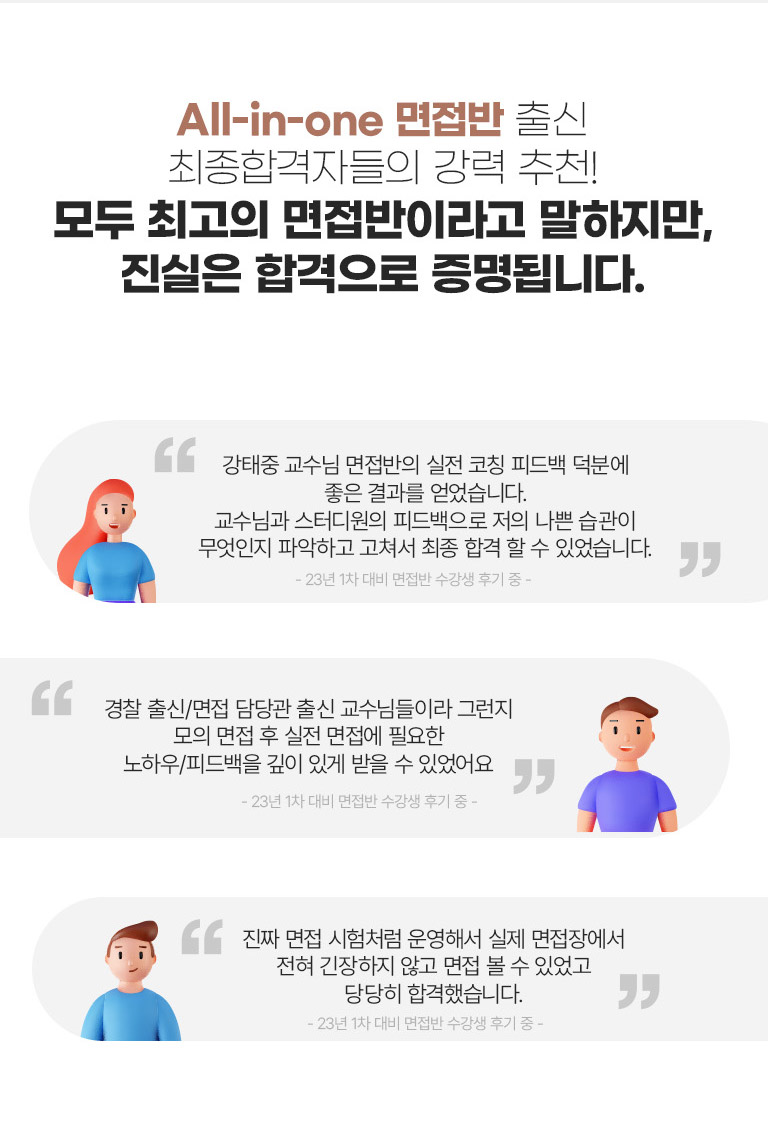 All-in-one 면접반 출신
최종합격자들의 강력 추천!
모두 최고의 면접반이라고 말하지만,
진실은 합격으로 증명됩니다.
“
강태중 교수님 면접반의 실전 코칭 피드백 덕분에
좋은 결과를 얻었습니다.
교수님과 스터디원의 피드백으로 저의 나쁜 습관이
무엇인지 파악하고 고쳐서 최종 합격 할 수 있었습니다.
”
- 23년 1차 대비 면접반 수강생 후기 중 -
“
경찰 출신/면접 담당관 출신 교수님들이라 그런지
모의 면접 후 실전 면접에 필요한
노하우/피드백을 깊이 있게 받을 수 있었어요
”
- 23년 1차 대비 면접반 수강생 후기 중 -
“
진짜 면접 시험처럼 운영해서 실제 면접장에서
전혀 긴장하지 않고 면접 볼 수 있었고
당당히 합격했습니다.
”
- 23년 1차 대비 면접반 수강생 후기 중 -